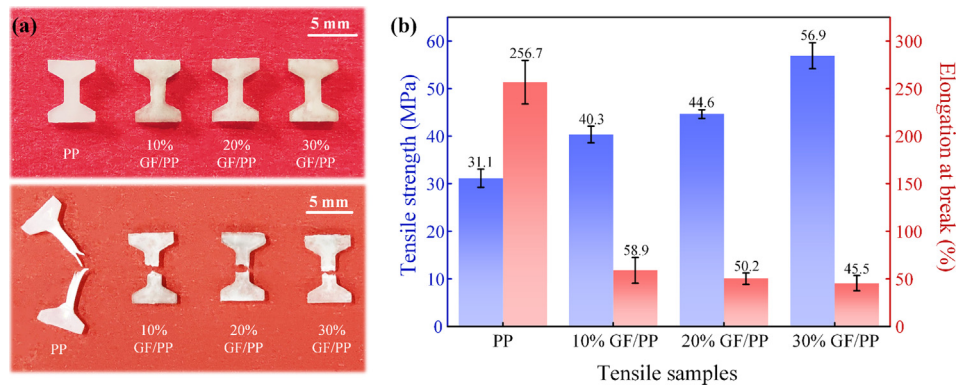 (a)
5 mm
PP
10%
GF/PP
20%
GF/PP
30%
GF/PP
5 mm
PP
10%
GF/PP
20%
GF/PP
30%
GF/PP
(b)
Tensile strength (MPa)
60
50
40
30
20
10
0
31.1
256.7
40.3
58.9
44.6
50.2
56.9
45.5
300
250
200
150
100
50
0
Elongation at break (%)
PP
10% GF/PP
20% GF/PP
30% GF/PP
Tensile samples